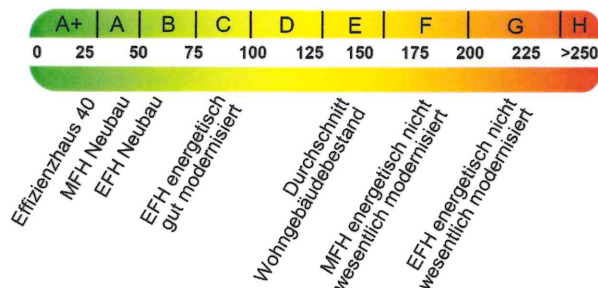 A+ A B C D E F G H
0 25 50 75 100 125 150 175 200 225 >250
Effizienzhaus 40
MFH Neubau
EFH Neubau
EFH energetisch
gut modernisiert
Durchschnitt
Wohngebäudebestand
MFH energetisch nicht
wesentlich modernisiert
EFH energetisch nicht
wesentlich modernisiert